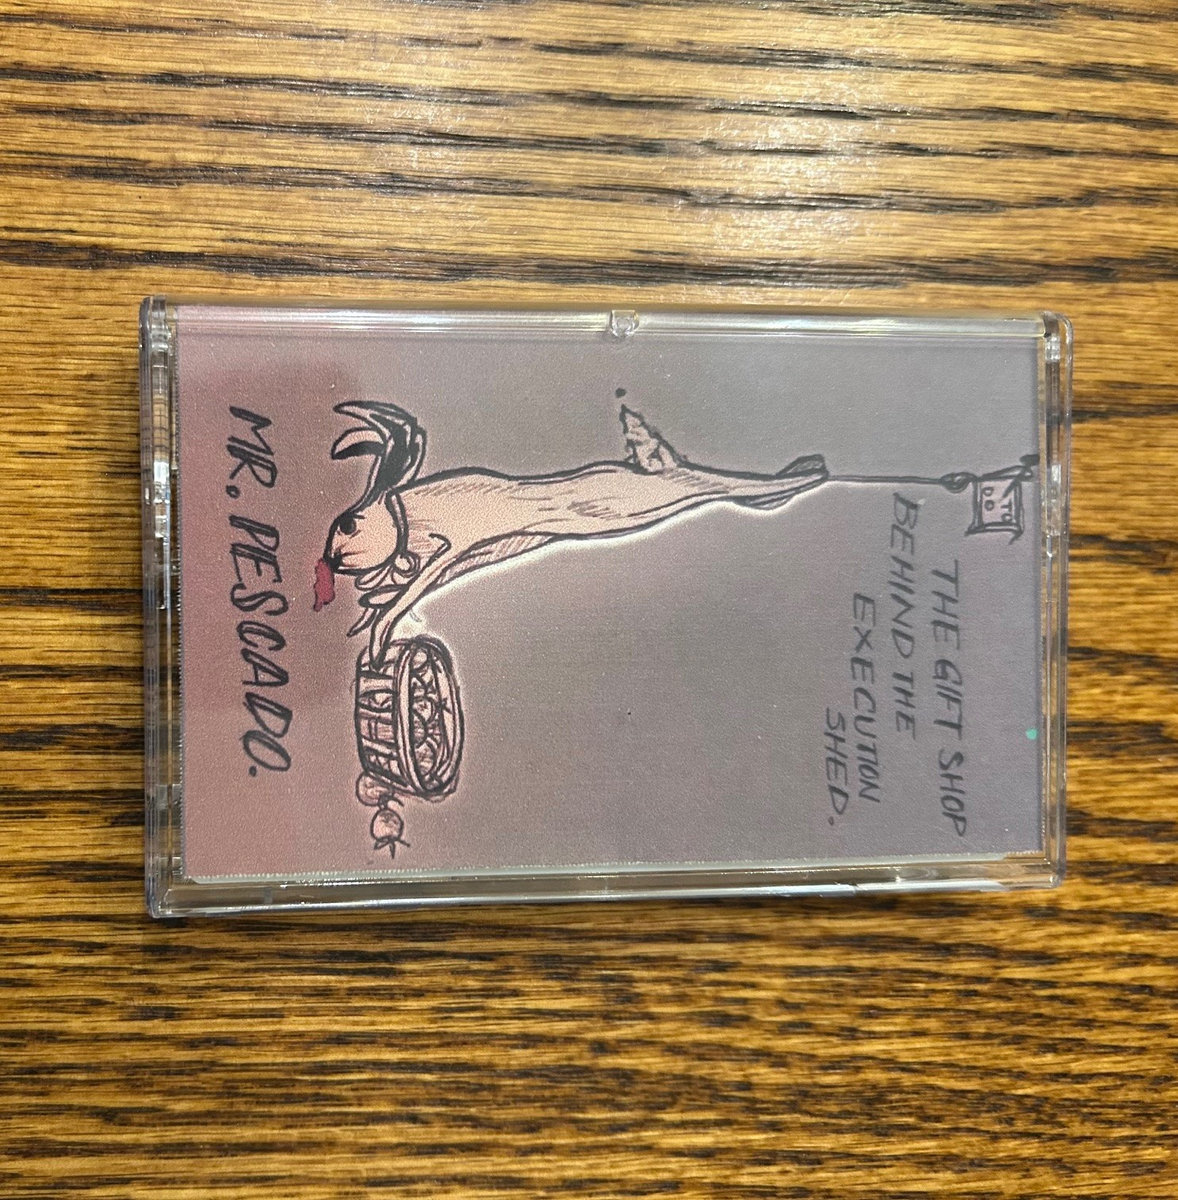 THE GIFT SHOP
BEHIND THE
EXECUTION
SHED.
MR. PESCADO.